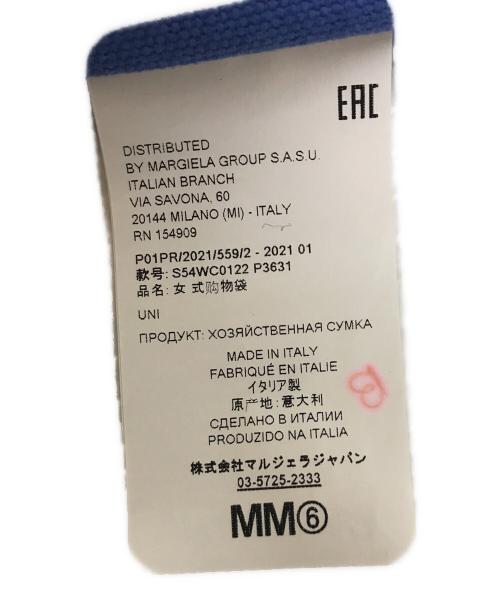 EAC
DISTRIBUTED
BY MARGIELA GROUP S.A.S.U.
ITALIAN BRANCH
VIA SAVONA, 60
20144 MILANO (MI) - ITALY
RN 154909
P01PR/2021/559/2 - 2021 01
款号: S54WC0122 P3631
品名: 女 式购物袋
UNI
ПРОДУКТ: ХОЗЯЙСТВЕННАЯ СУМКА
MADE IN ITALY
FABRIQUÉ EN ITALIE
イタリア製
原产地: 意大利
СДЕЛАНО В ИТАЛИИ
PRODUZIDO NA ITALIA
株式会社マルジェラジャパン
03-5725-2333
MM⑥